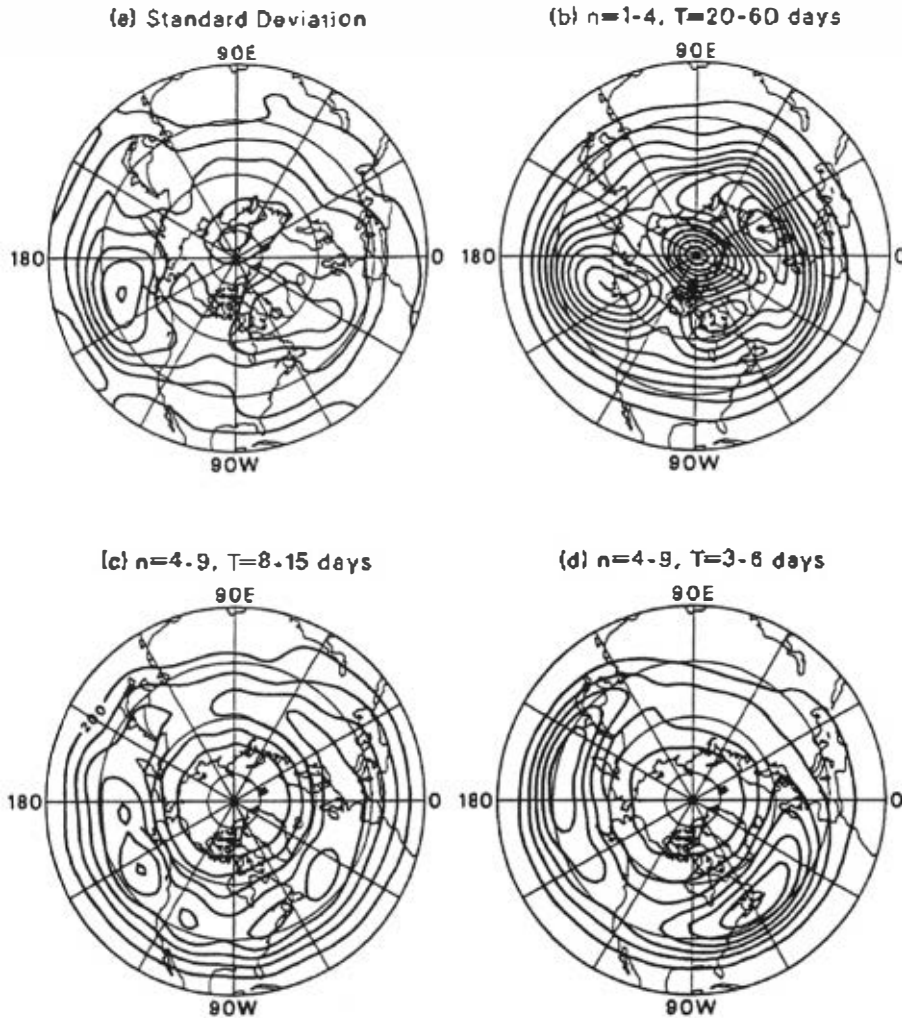 (a) Standard Deviation
(b) n=1-4, T=20-60 days
90E
90E
180
0
180
0
90W
90W
(c) n=4-9, T=8-15 days
(d) n=4-9, T=3-6 days
90E
90E
200
180
0
180
0
90W
90W